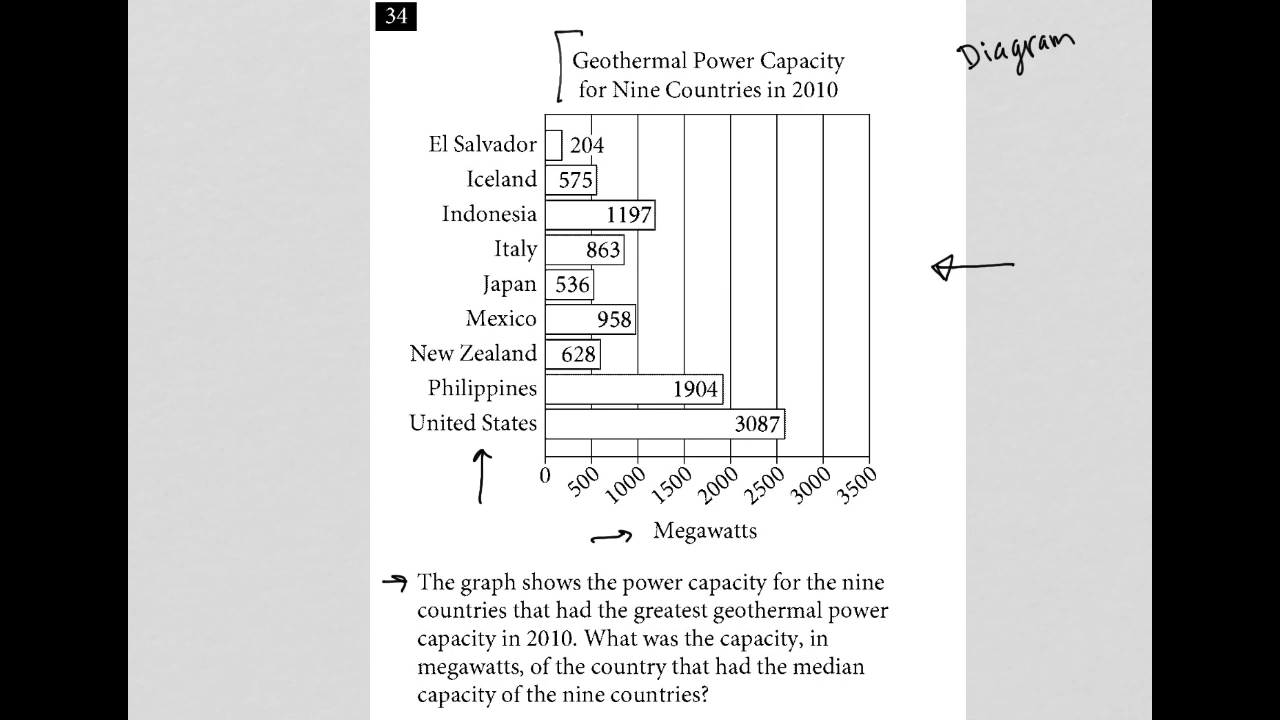 34
Diagram
Geothermal Power Capacity
for Nine Countries in 2010
El Salvador 204
Iceland 575
Indonesia 1197
Italy 863
Japan 536
Mexico 958
New Zealand 628
Philippines 1904
United States 3087
0 500 1000 1500 2000 2500 3000 3500
Megawatts
The graph shows the power capacity for the nine
countries that had the greatest geothermal power
capacity in 2010. What was the capacity, in
megawatts, of the country that had the median
capacity of the nine countries?